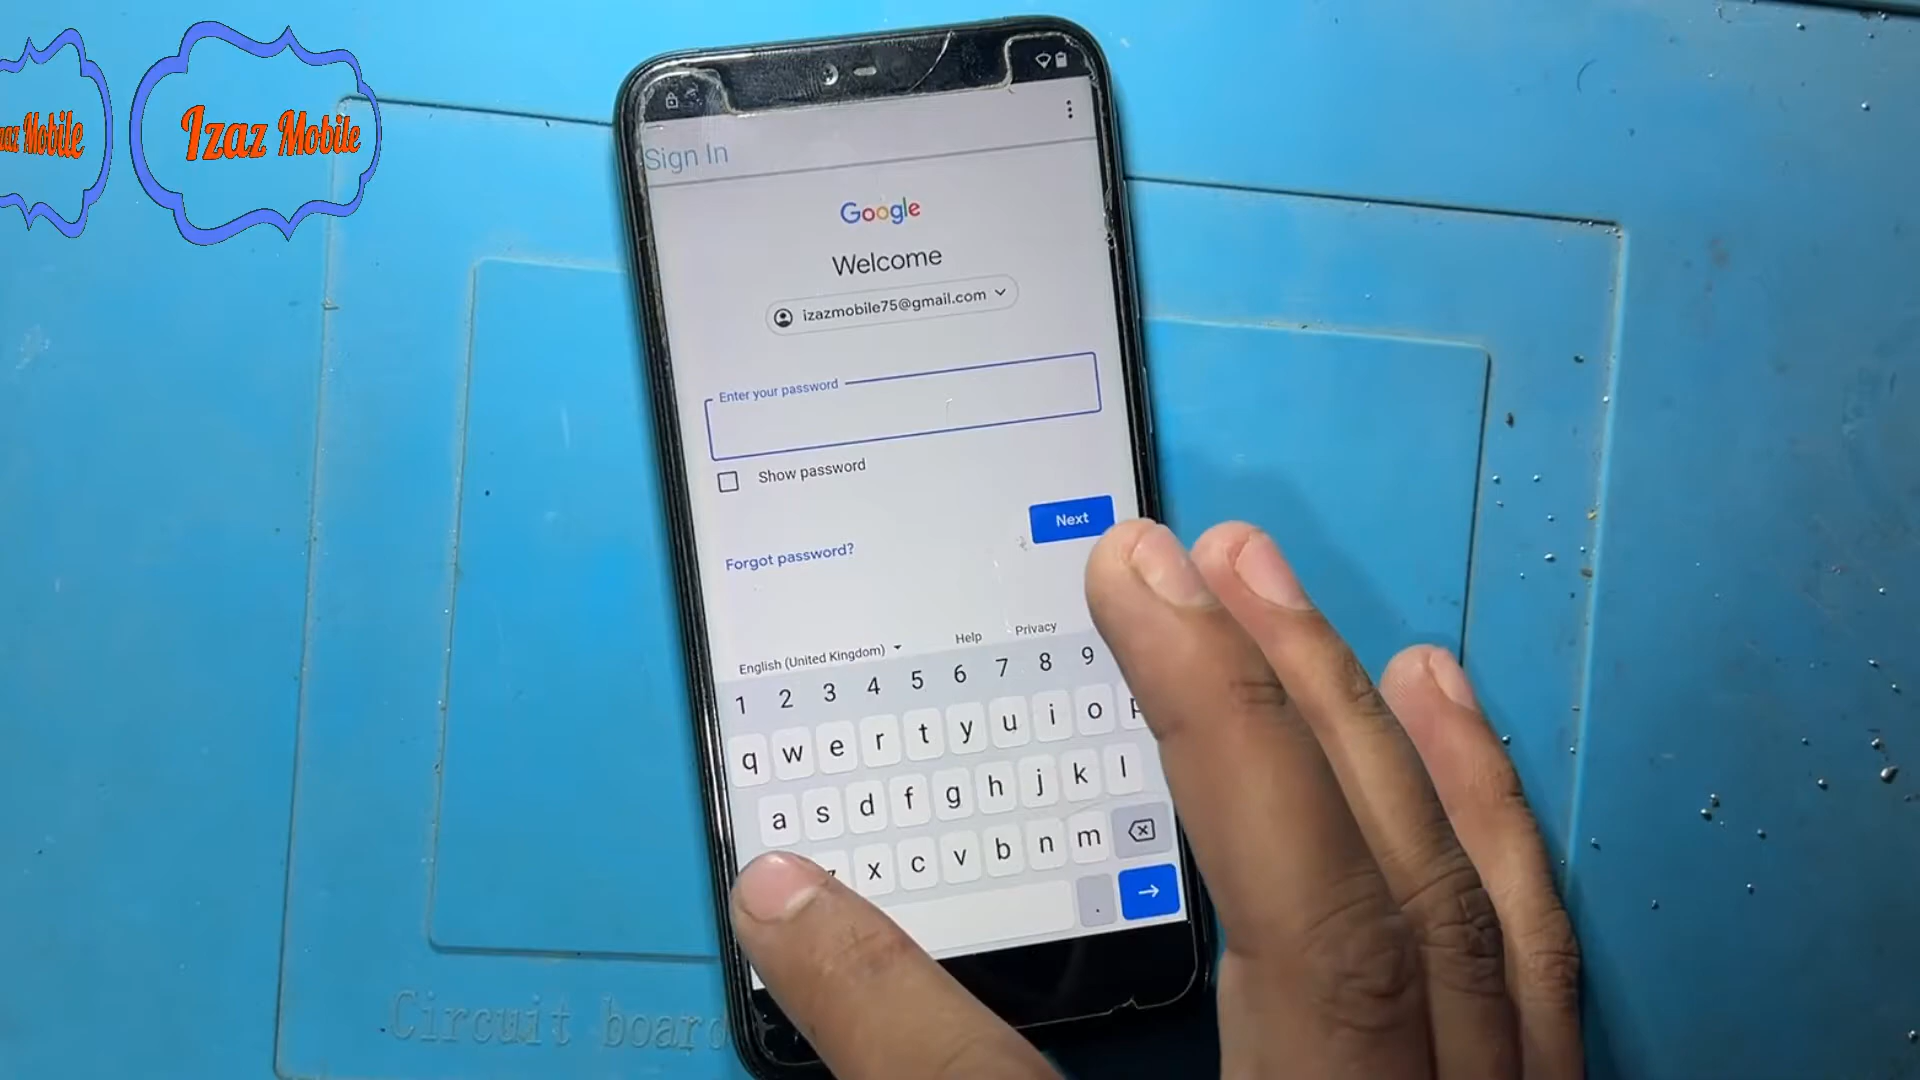 Izaz Mobile
Sign In
Google
Welcome
izazmobile75@gmail.com
Enter your password
Show password
Next
Forgot password?
English (United Kingdom)
Help
Privacy
1 2 3 4 5 6 7 8 9
q w e r t y u i o p
a s d f g h j k l
x c v b n m
.
Circuit board